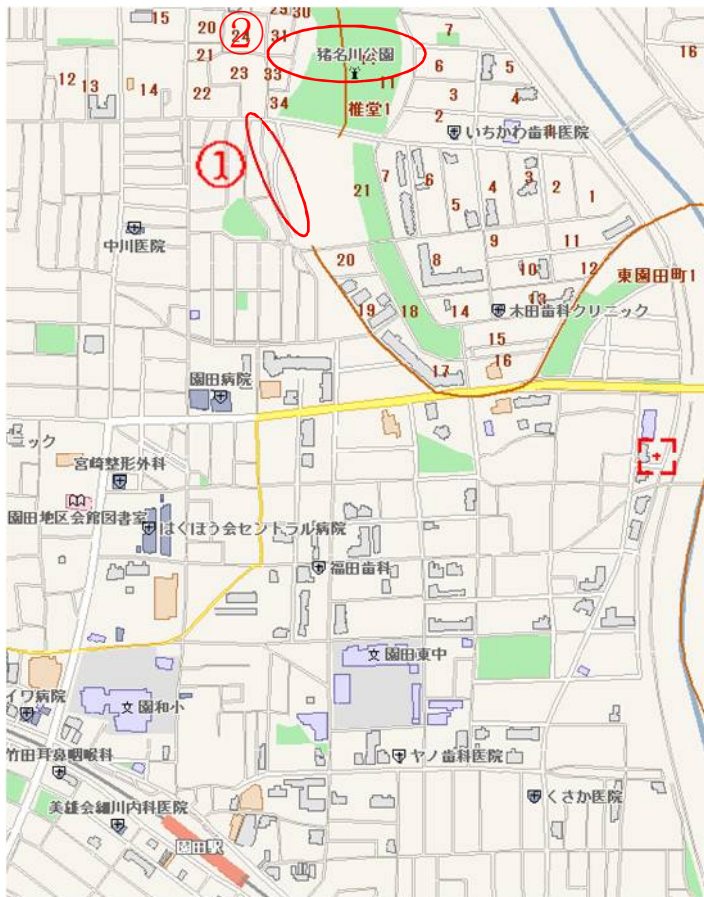 29 30
15
20
②
24
31
7
21
猪名川公園
6
5
16
12
13
14
23
33
11
22
34
3
4
椎堂1
2
いちかわ歯科医院
①
21
7
6
3
4
2
1
5
中川医院
9
11
20
8
10
12
東園田町1
19
18
14
13
木田歯科クリニック
15
16
17
園田病院
ニック
宮崎整形外科
園田地区会館図書室
はくほう会セントラル病院
福田歯科
文 園田東中
イワ病院
文 園和小
竹田耳鼻咽喉科
ヤノ歯科医院
美雄会細川内科医院
くさか医院
園田駅